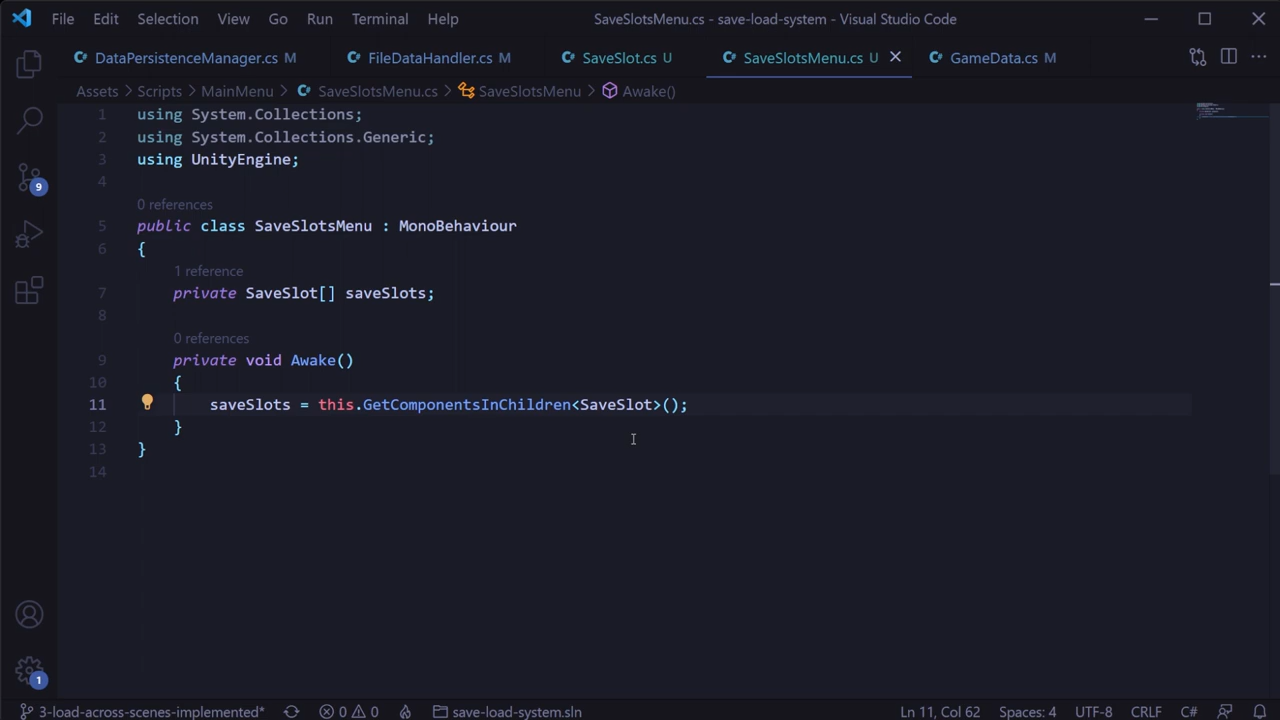 File Edit Selection View Go Run Terminal Help SaveSlotsMenu.cs - save-load-system - Visual Studio Code
DataPersistenceManager.cs M FileDataHandler.cs M SaveSlot.cs U SaveSlotsMenu.cs U GameData.cs M
Assets > Scripts > MainMenu > SaveSlotsMenu.cs > SaveSlotsMenu > Awake()
1 using System.Collections;
2 using System.Collections.Generic;
3 using UnityEngine;
4
0 references
5 public class SaveSlotsMenu : MonoBehaviour
6 {
1 reference
7 private SaveSlot[] saveSlots;
8
0 references
9 private void Awake()
10 {
11 saveSlots = this.GetComponentsInChildren<SaveSlot>();
12 }
13 }
14
9
1
3-load-across-scenes-implemented* 0 0 save-load-system.sln Ln 11, Col 62 Spaces: 4 UTF-8 CRLF C#